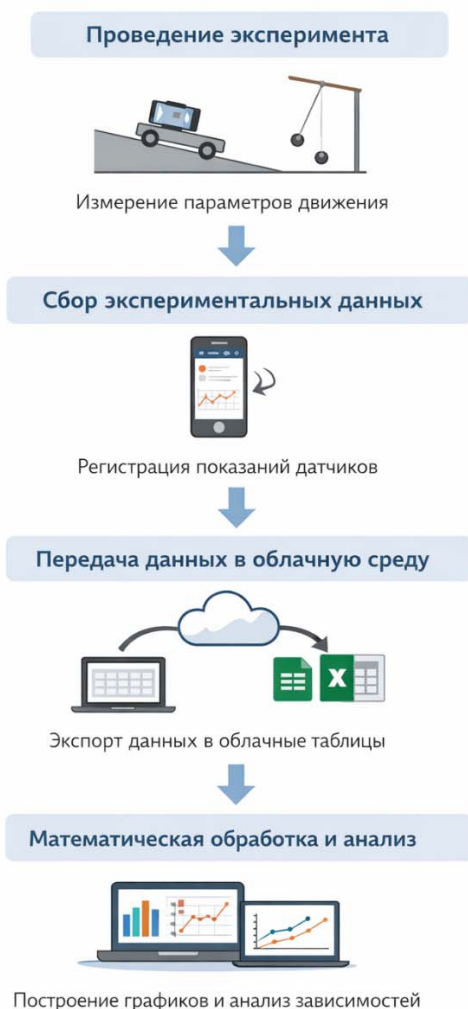 Проведение эксперимента
Измерение параметров движения
Сбор экспериментальных данных
Регистрация показаний датчиков
Передача данных в облачную среду
X
Экспорт данных в облачные таблицы
Математическая обработка и анализ
Построение графиков и анализ зависимостей